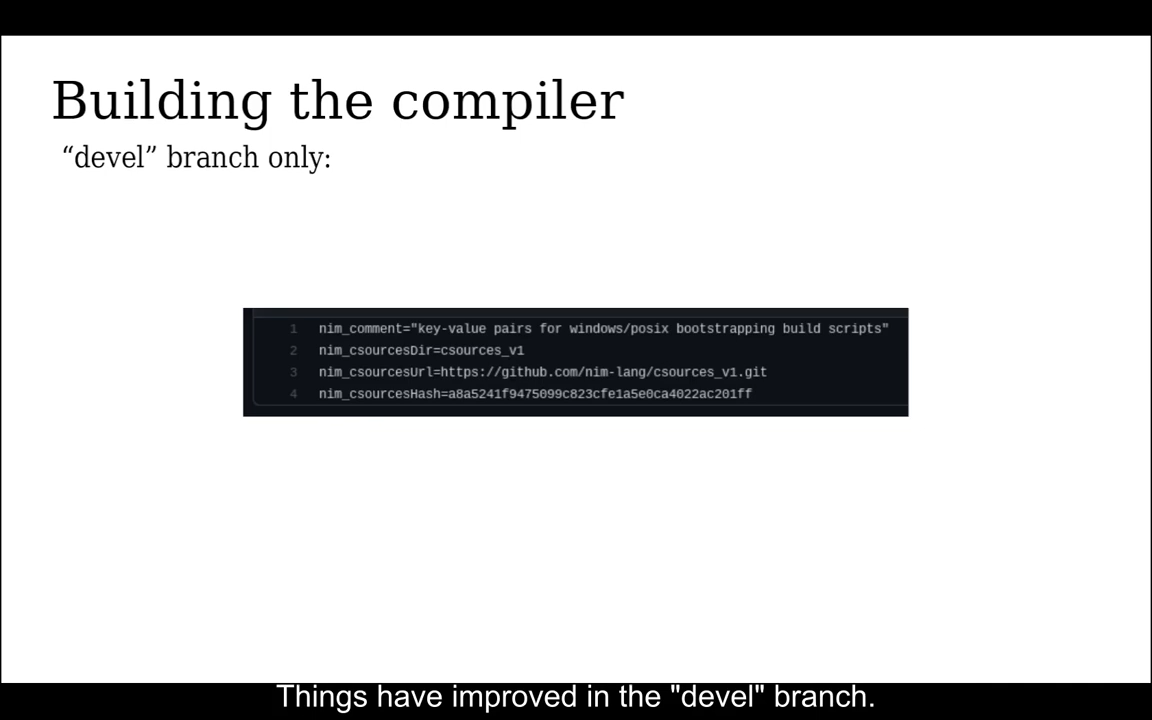 Building the compiler
“devel” branch only:
1 nim_comment="key-value pairs for windows/posix bootstrapping build scripts"
2 nim_csourcesDir=csources_v1
3 nim_csourcesUrl=https://github.com/nim-lang/csources_v1.git
4 nim_csourcesHash=a8a5241f9475099c823cfe1a5e0ca4022ac201ff
Things have improved in the "devel" branch.